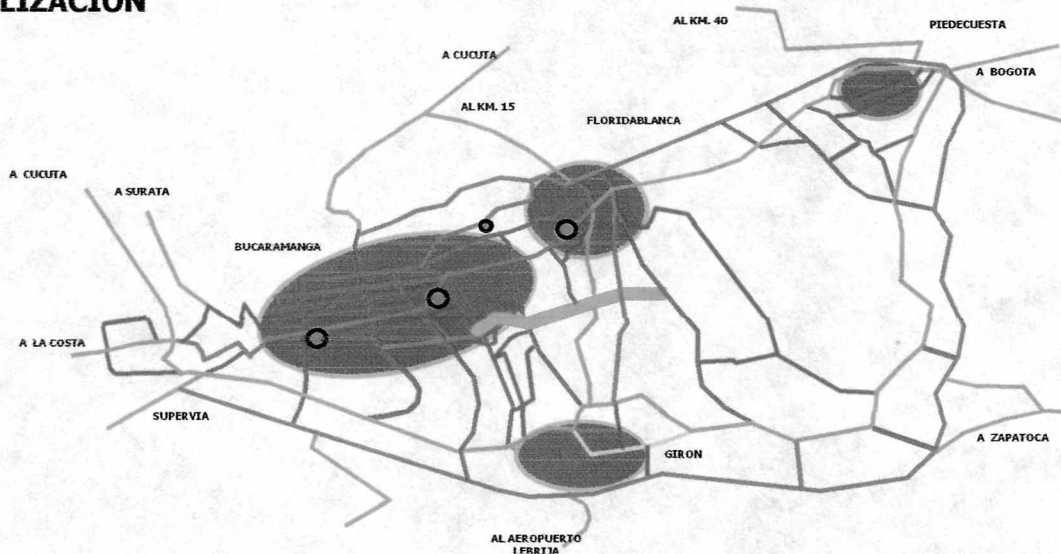 LIZACION
AL KM. 40
PIEDECUESTA
A CUCUTA
A BOGOTA
AL KM. 15
FLORIDABLANCA
A CUCUTA
A SURATA
BUCARAMANGA
A LA COSTA
SUPERVIA
A ZAPATOCA
GIRON
AL AEROPUERTO
LEBRIJA